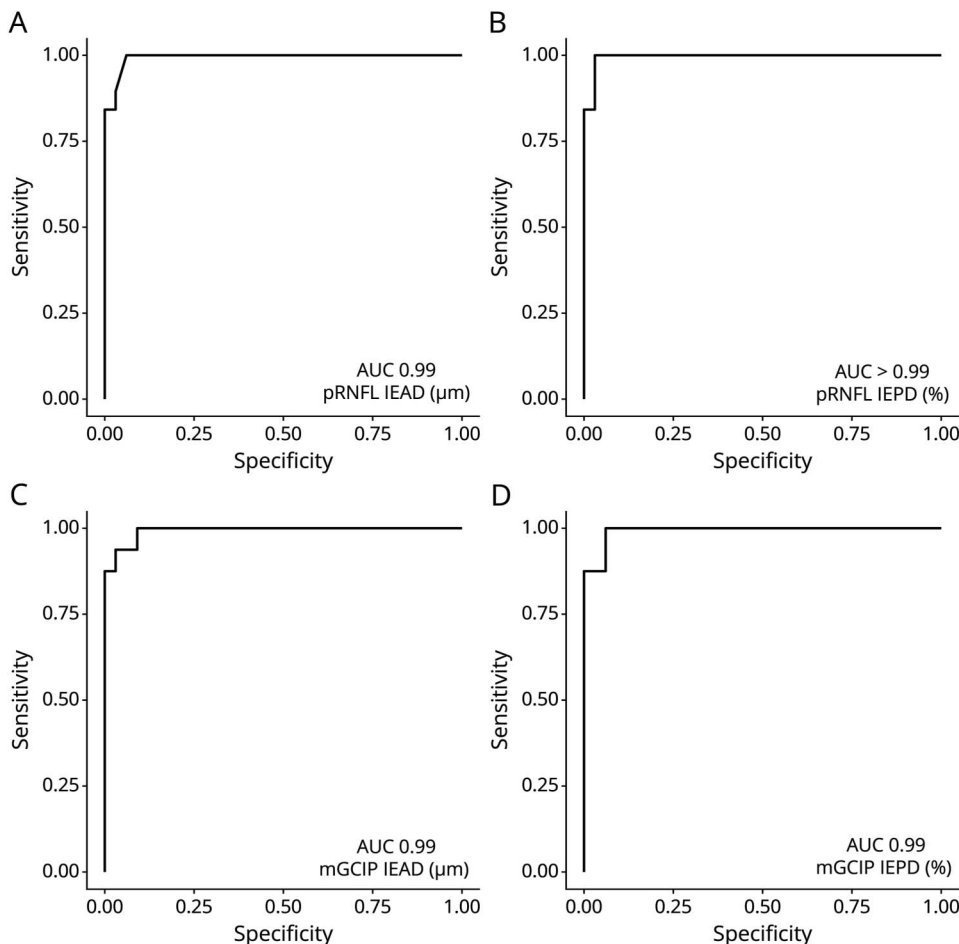 A
Sensitivity
1.00
0.75
0.50
0.25
0.00
AUC 0.99
pRNFL IEAD (µm)
0.00 0.25 0.50 0.75 1.00
Specificity
B
Sensitivity
1.00
0.75
0.50
0.25
0.00
AUC > 0.99
pRNFL IEPD (%)
0.00 0.25 0.50 0.75 1.00
Specificity
C
Sensitivity
1.00
0.75
0.50
0.25
0.00
AUC 0.99
mGCIP IEAD (µm)
0.00 0.25 0.50 0.75 1.00
Specificity
D
Sensitivity
1.00
0.75
0.50
0.25
0.00
AUC 0.99
mGCIP IEPD (%)
0.00 0.25 0.50 0.75 1.00
Specificity